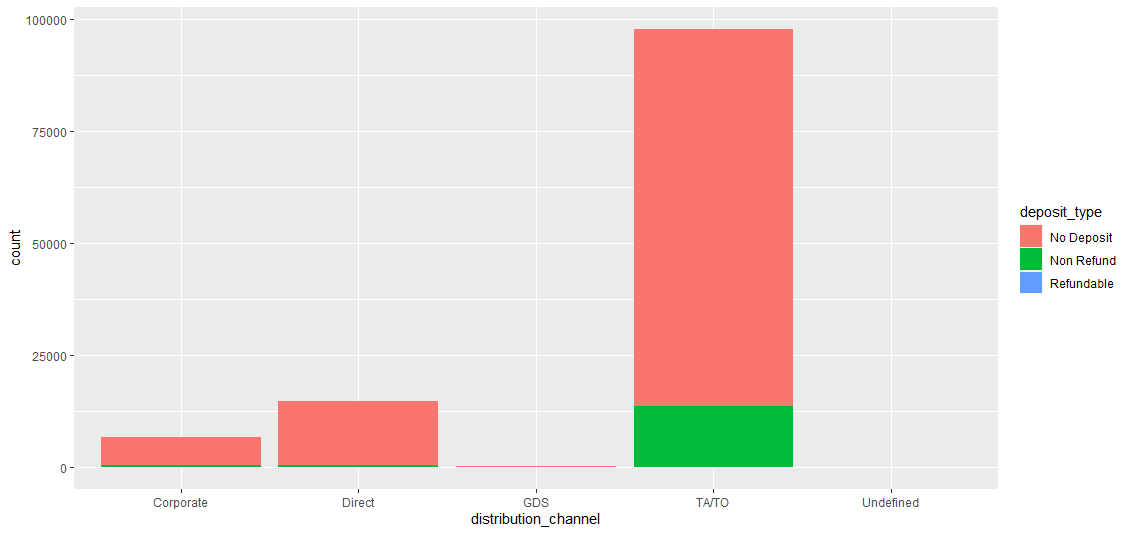 100000
75000
50000
25000
0
count
Corporate Direct GDS TA/TO Undefined
distribution_channel
deposit_type
No Deposit
Non Refund
Refundable